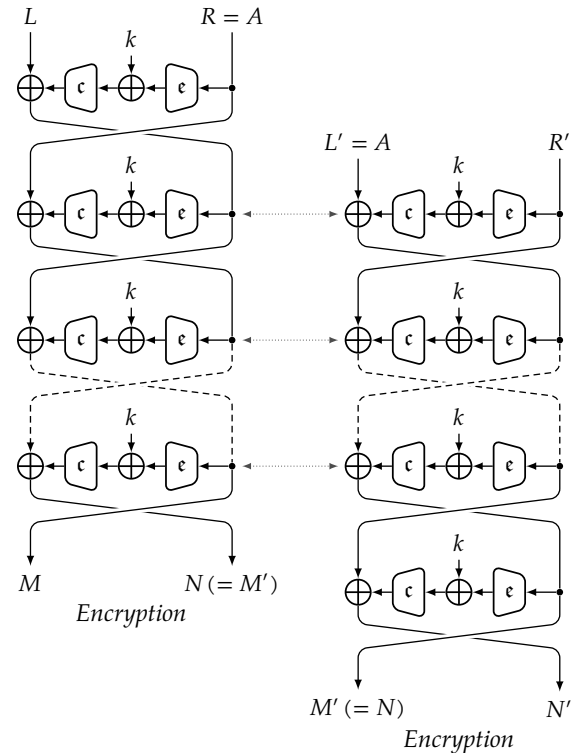 L R = A
k
𝔠 𝔢
L′ = A R′
k k
𝔠 𝔢 𝔠 𝔢
k k
𝔠 𝔢 𝔠 𝔢
k k
𝔠 𝔢 𝔠 𝔢
k
M N (= M′)
𝔠 𝔢
Encryption
M′ (= N) N′
Encryption